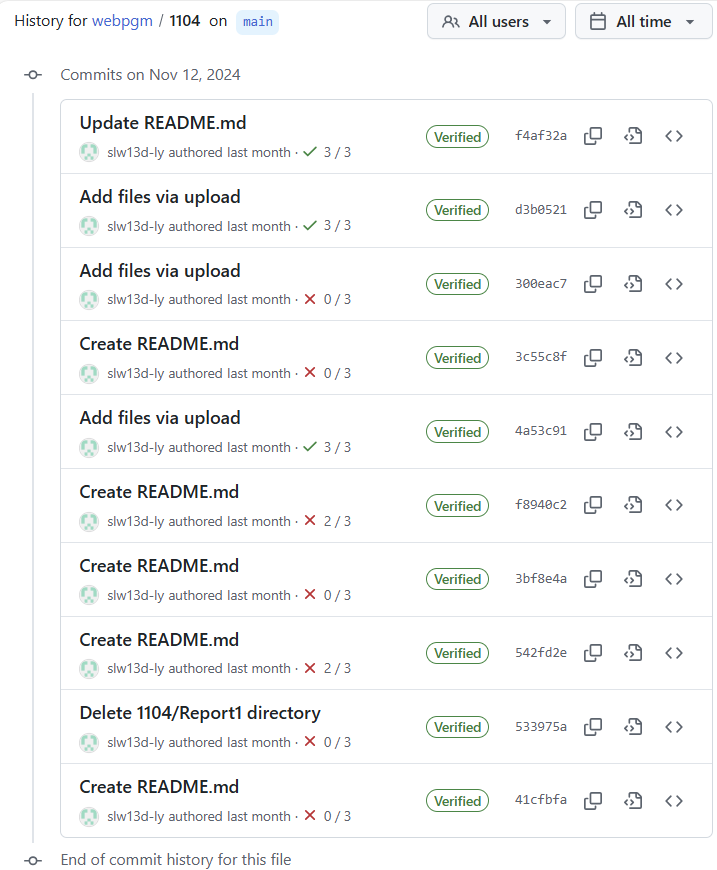 History for webpgm / 1104 on main
All users
All time
Commits on Nov 12, 2024
Update README.md
slw13d-ly authored last month · 3 / 3
Verified
f4af32a
Add files via upload
slw13d-ly authored last month · 3 / 3
Verified
d3b0521
Add files via upload
slw13d-ly authored last month · 0 / 3
Verified
300eac7
Create README.md
slw13d-ly authored last month · 0 / 3
Verified
3c55c8f
Add files via upload
slw13d-ly authored last month · 3 / 3
Verified
4a53c91
Create README.md
slw13d-ly authored last month · 2 / 3
Verified
f8940c2
Create README.md
slw13d-ly authored last month · 0 / 3
Verified
3bf8e4a
Create README.md
slw13d-ly authored last month · 2 / 3
Verified
542fd2e
Delete 1104/Report1 directory
slw13d-ly authored last month · 0 / 3
Verified
533975a
Create README.md
slw13d-ly authored last month · 0 / 3
Verified
41cfbfa
End of commit history for this file